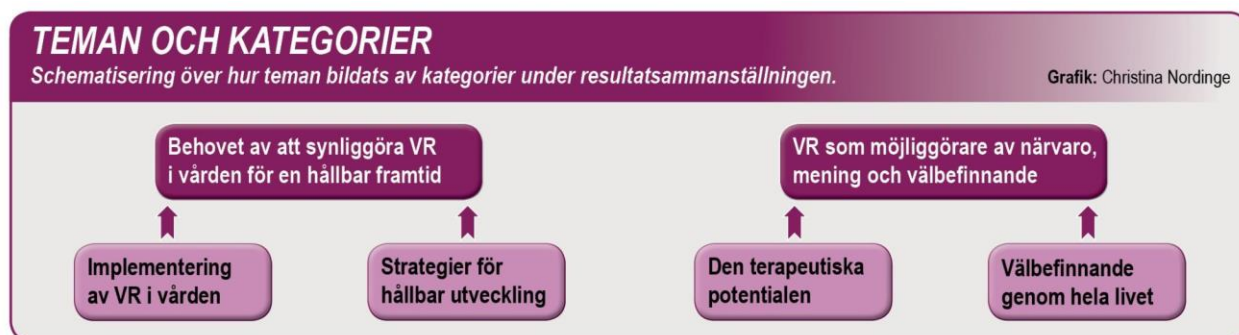 TEMAN OCH KATEGORIER
Schematisering över hur teman bildats av kategorier under resultatsammanställningen.
Grafik: Christina Nordinge
Behovet av att synliggöra VR
i vården för en hållbar framtid
VR som möjliggörare av närvaro,
mening och välbefinnande
Implementering
av VR i vården
Strategier för
hållbar utveckling
Den terapeutiska
potentialen
Välbefinnande
genom hela livet